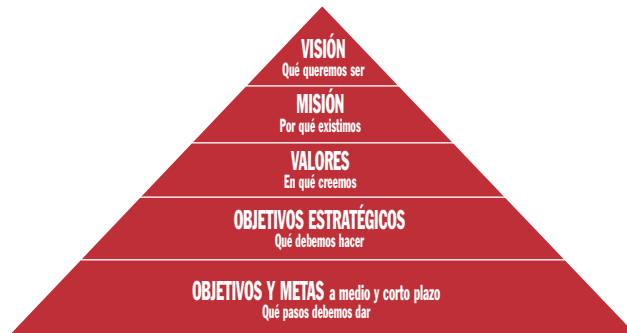 VISIÓN
Qué queremos ser
MISIÓN
Por qué existimos
VALORES
En qué creemos
OBJETIVOS ESTRATÉGICOS
Qué debemos hacer
OBJETIVOS Y METAS a medio y corto plazo
Qué pasos debemos dar